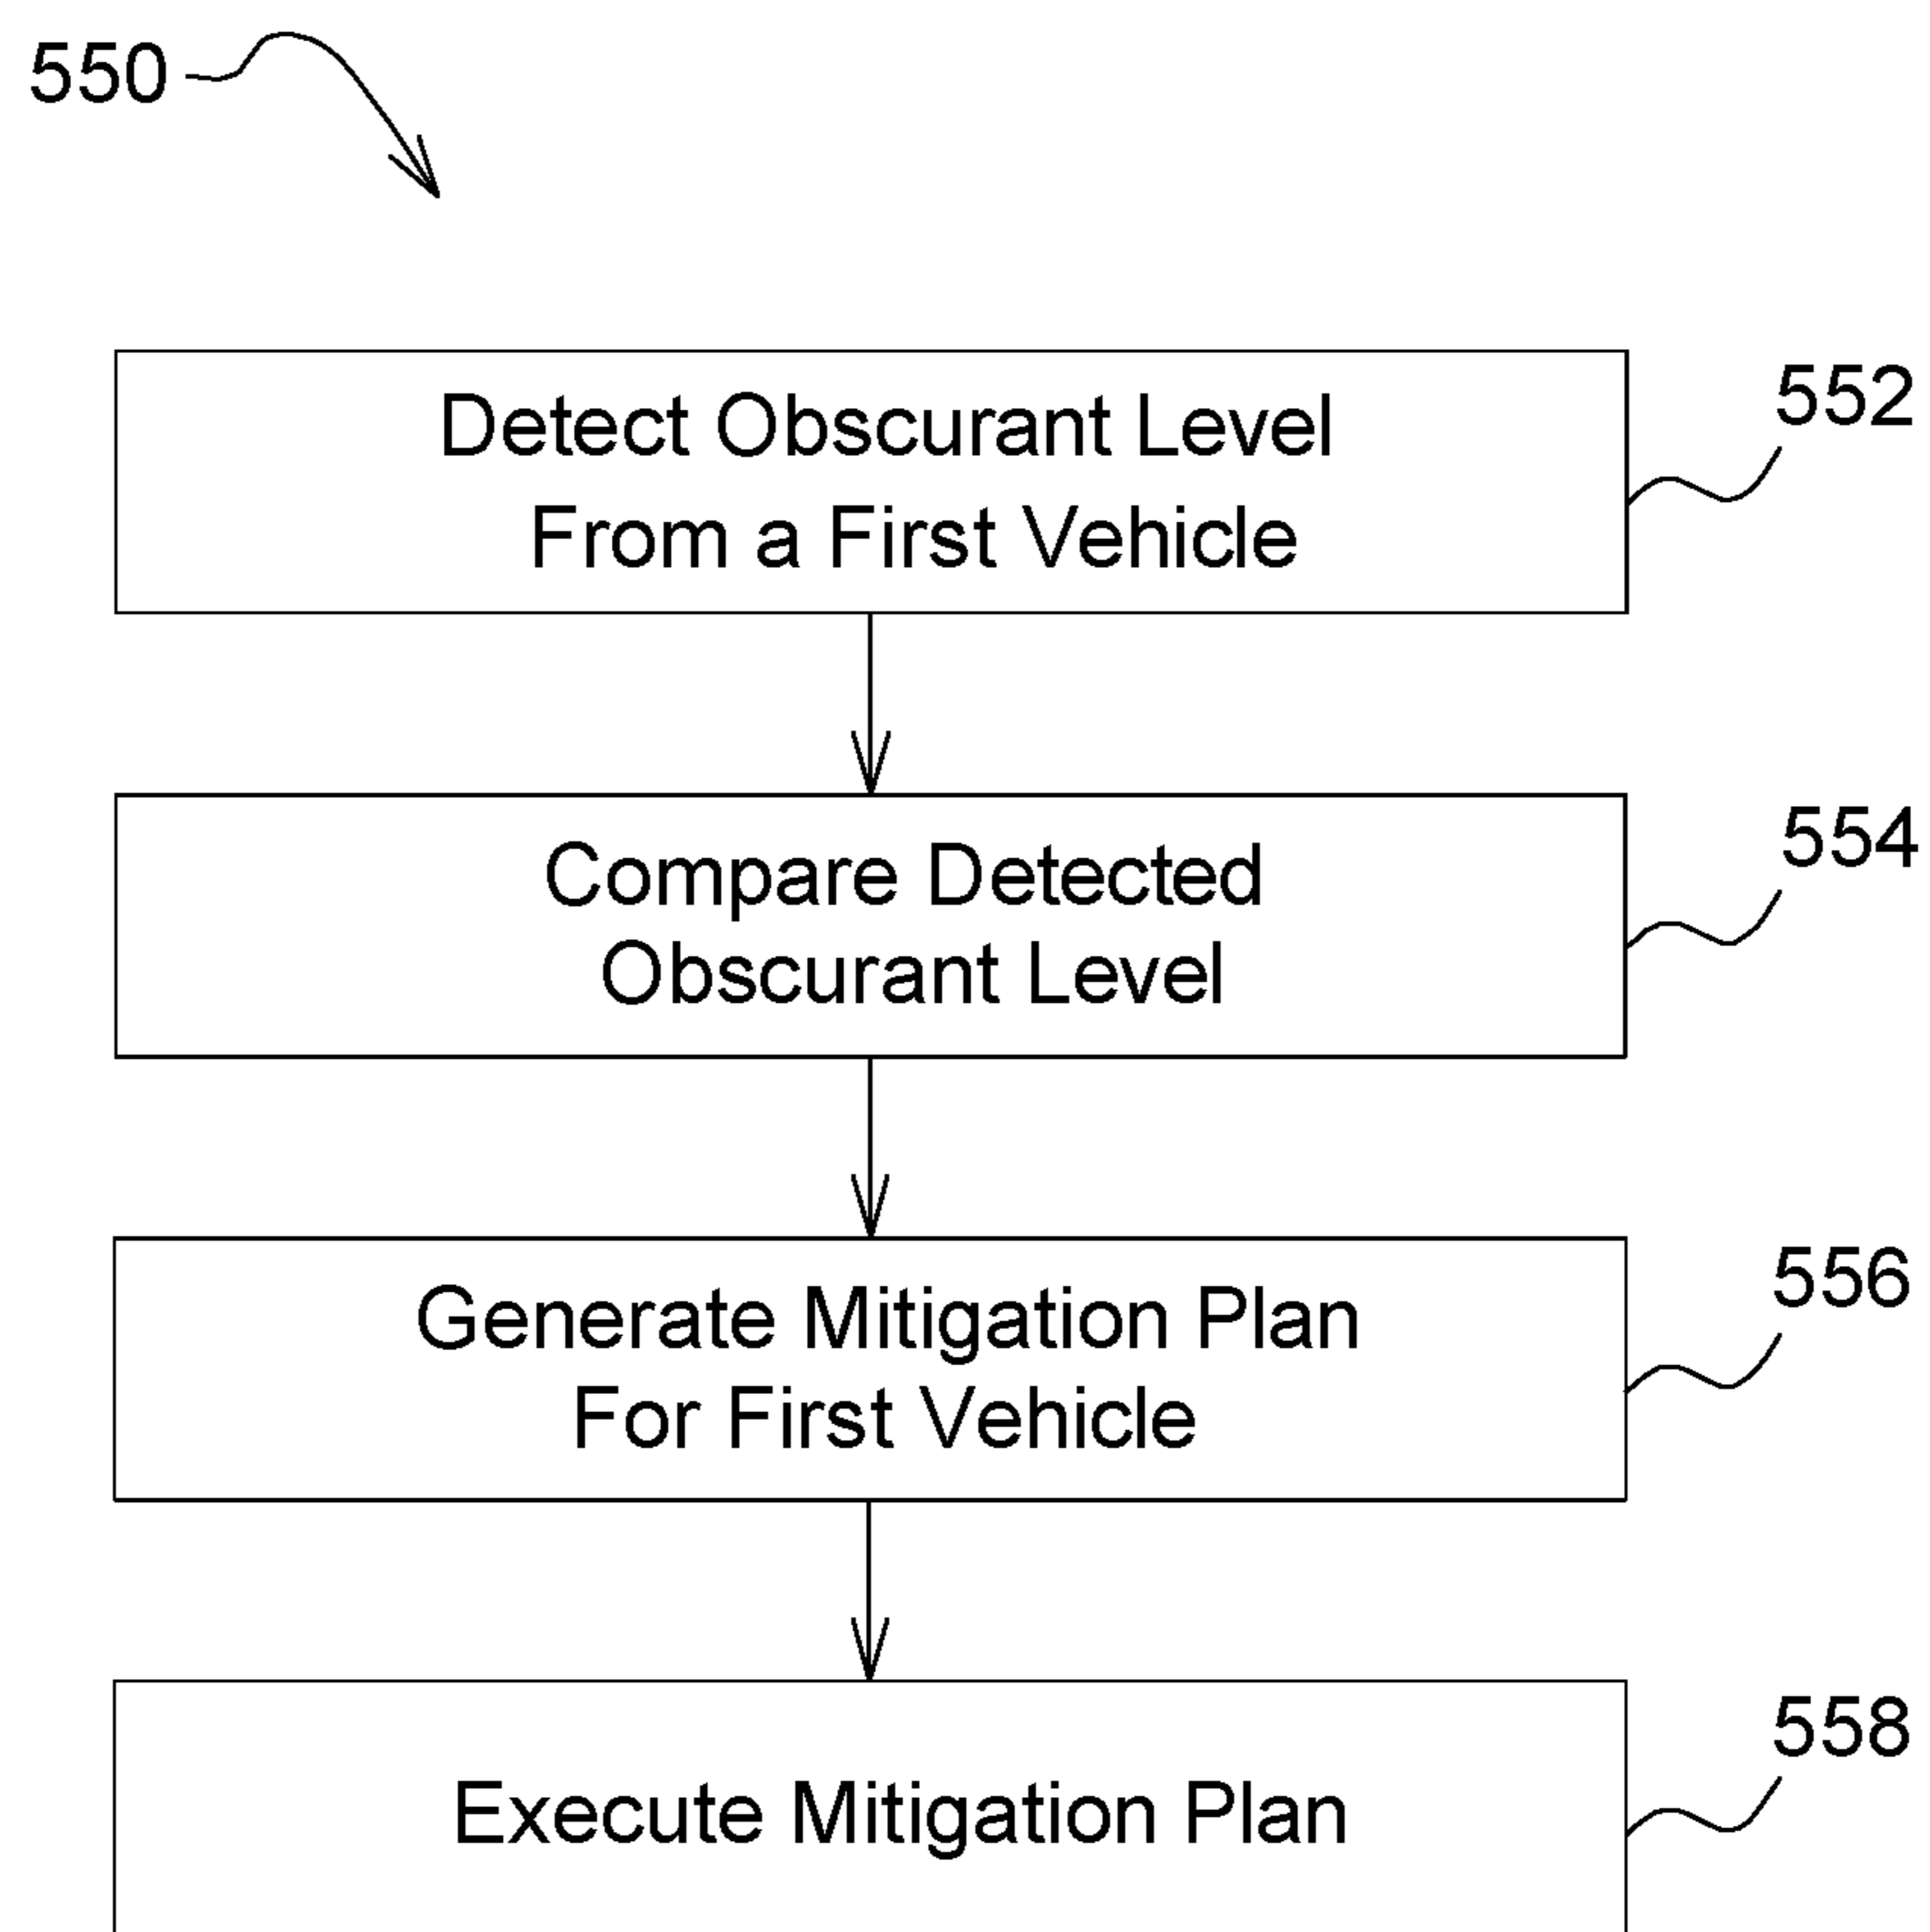 550
Detect Obscurant Level
From a First Vehicle
552
Compare Detected
Obscurant Level
554
Generate Mitigation Plan
For First Vehicle
556
Execute Mitigation Plan
558